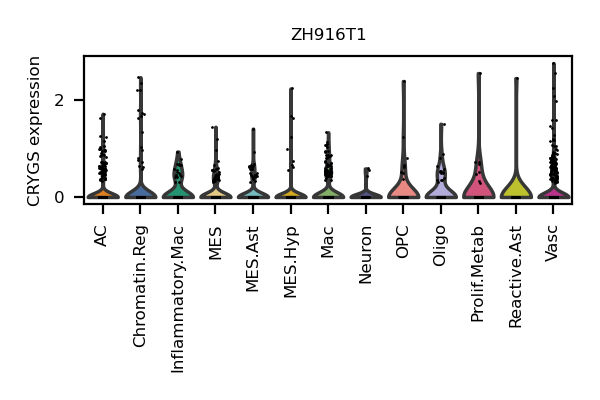 ZH916T1
CRYGS expression
2
0
AC
Chromatin.Reg
Inflammatory.Mac
MES
MES.Ast
MES.Hyp
Mac
Neuron
OPC
Oligo
Prolif.Metab
Reactive.Ast
Vasc